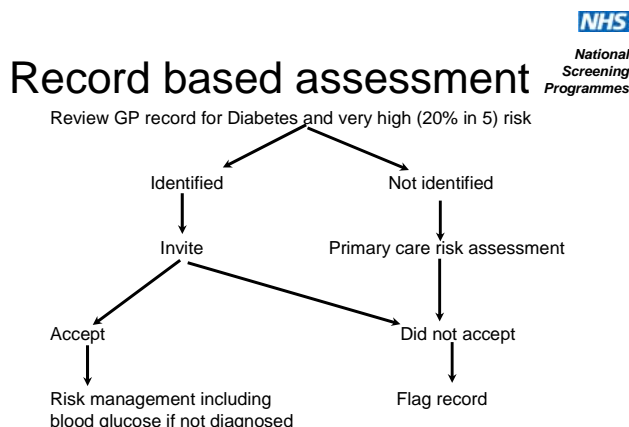 NHS
National
Screening
Programmes
Record based assessment
Review GP record for Diabetes and very high (20% in 5) risk
Identified
Not identified
Invite
Primary care risk assessment
Accept
Did not accept
Risk management including
blood glucose if not diagnosed
Flag record